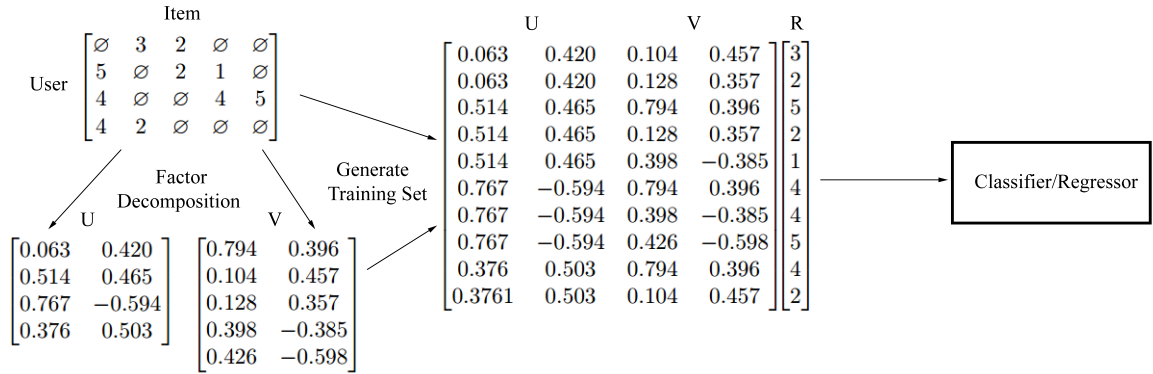 Item
User
∅ 3 2 ∅ ∅
5 ∅ 2 1 ∅
4 ∅ ∅ 4 5
4 2 ∅ ∅ ∅
Factor
Decomposition
U
0.063 0.420
0.514 0.465
0.767 −0.594
0.376 0.503
V
0.794 0.396
0.104 0.457
0.128 0.357
0.398 −0.385
0.426 −0.598
Generate
Training Set
U V R
0.063 0.420 0.104 0.457 3
0.063 0.420 0.128 0.357 2
0.514 0.465 0.794 0.396 5
0.514 0.465 0.128 0.357 2
0.514 0.465 0.398 −0.385 1
0.767 −0.594 0.794 0.396 4
0.767 −0.594 0.398 −0.385 4
0.767 −0.594 0.426 −0.598 5
0.376 0.503 0.794 0.396 4
0.3761 0.503 0.104 0.457 2
Classifier/Regressor